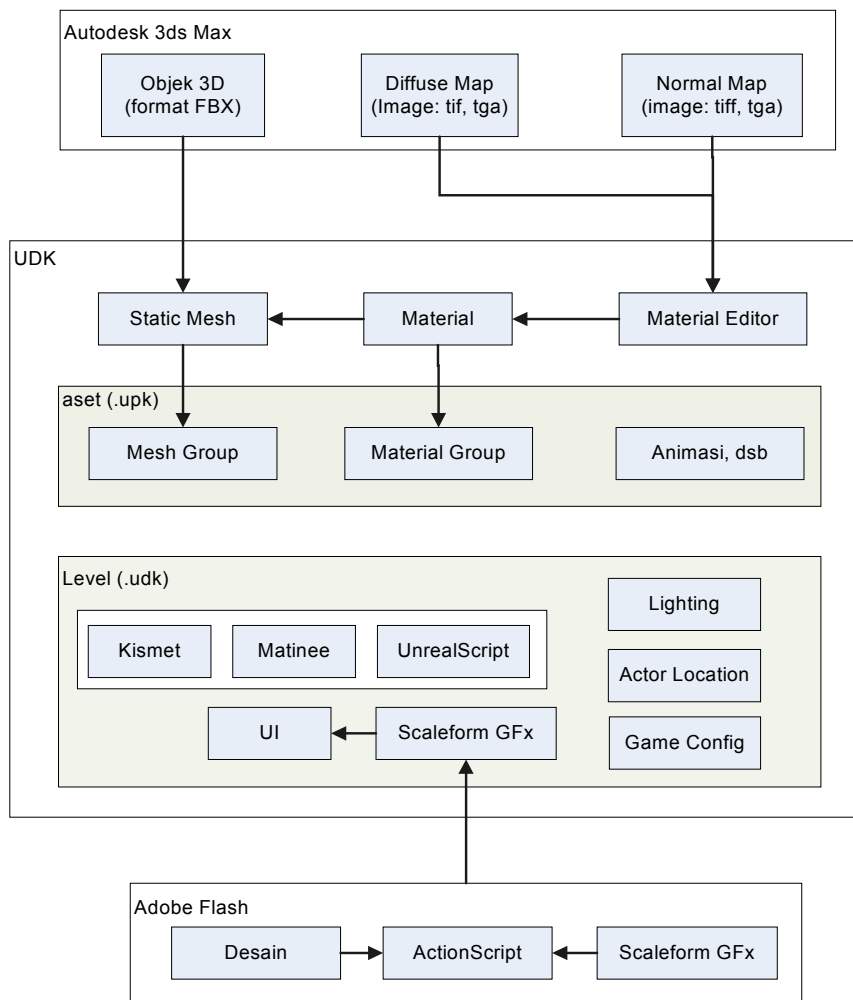 Autodesk 3ds Max
Objek 3D
(format FBX)
Diffuse Map
(Image: tif, tga)
Normal Map
(image: tiff, tga)
UDK
Static Mesh
Material
Material Editor
aset (.upk)
Mesh Group
Material Group
Animasi, dsb
Level (.udk)
Kismet
Matinee
UnrealScript
Lighting
Actor Location
UI
Scaleform GFx
Game Config
Adobe Flash
Desain
ActionScript
Scaleform GFx